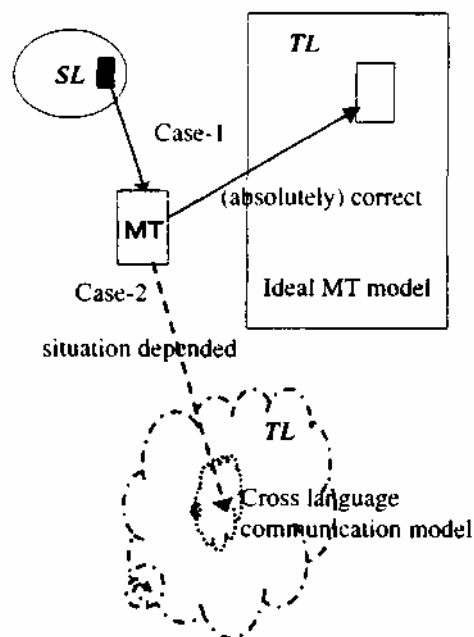 SL
TL
Case-1
(absolutely) correct
MT
Case-2
Ideal MT model
situation depended
TL
Cross language
communication model